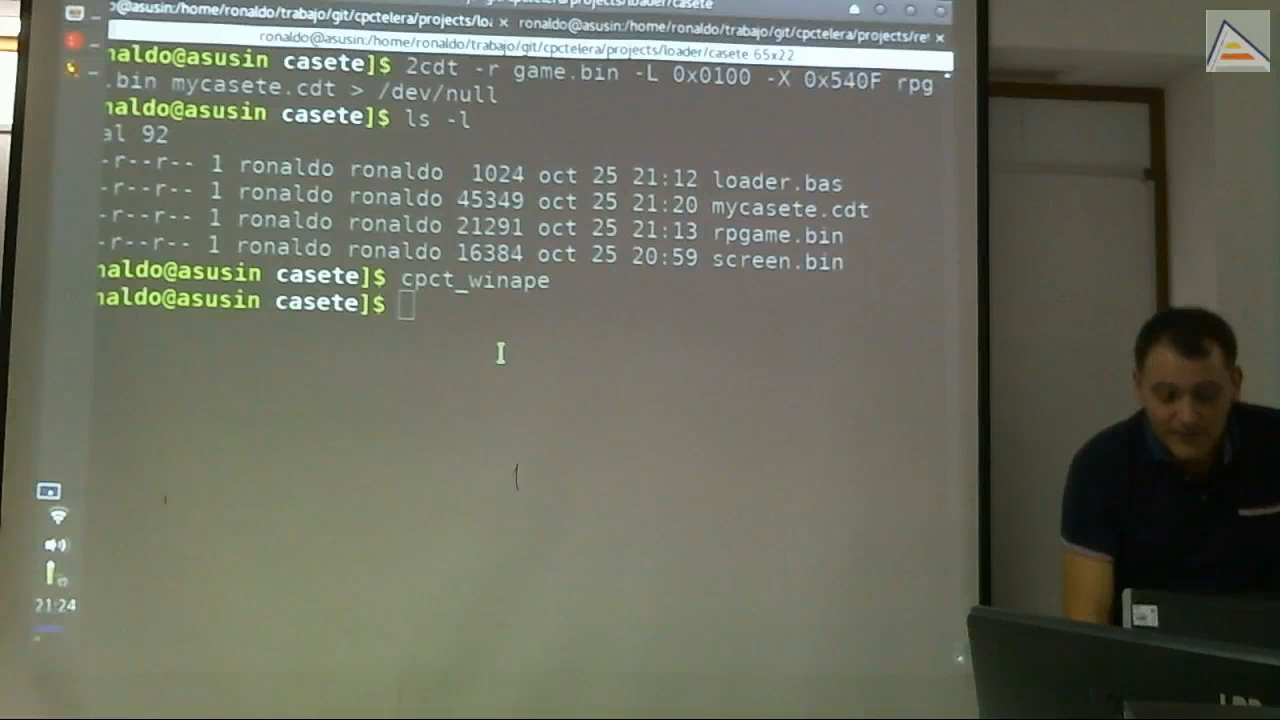 ɔ@asusin:/home/ronaldo/trabajo/git/cpctelera/projects/loa × ronaldo@asusin:/home/ronaldo/trabajo/git/cpctelera/projects/re ×
ronaldo@asusin:/home/ronaldo/trabajo/git/cpctelera/projects/loader/casete 65x22
naldo@asusin casete]$ 2cdt -r game.bin -L 0x0100 -X 0x540F rpg
.bin mycasete.cdt > /dev/null
naldo@asusin casete]$ ls -l
al 92
-r--r-- 1 ronaldo ronaldo 1024 oct 25 21:12 loader.bas
-r--r-- 1 ronaldo ronaldo 45349 oct 25 21:20 mycasete.cdt
-r--r-- 1 ronaldo ronaldo 21291 oct 25 21:13 rpgame.bin
-r--r-- 1 ronaldo ronaldo 16384 oct 25 20:59 screen.bin
naldo@asusin casete]$ cpct_winape
naldo@asusin casete]$
21:24